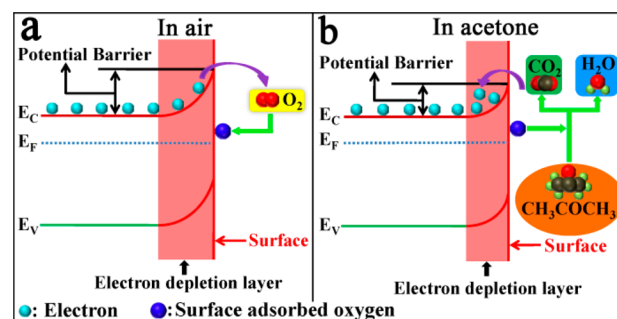 a
In air
Potential Barrier
O2
EC
EF
EV
Surface
Electron depletion layer
b
In acetone
Potential Barrier
CO2
H2O
EC
EF
EV
CH3COCH3
Surface
Electron depletion layer
: Electron
: Surface adsorbed oxygen